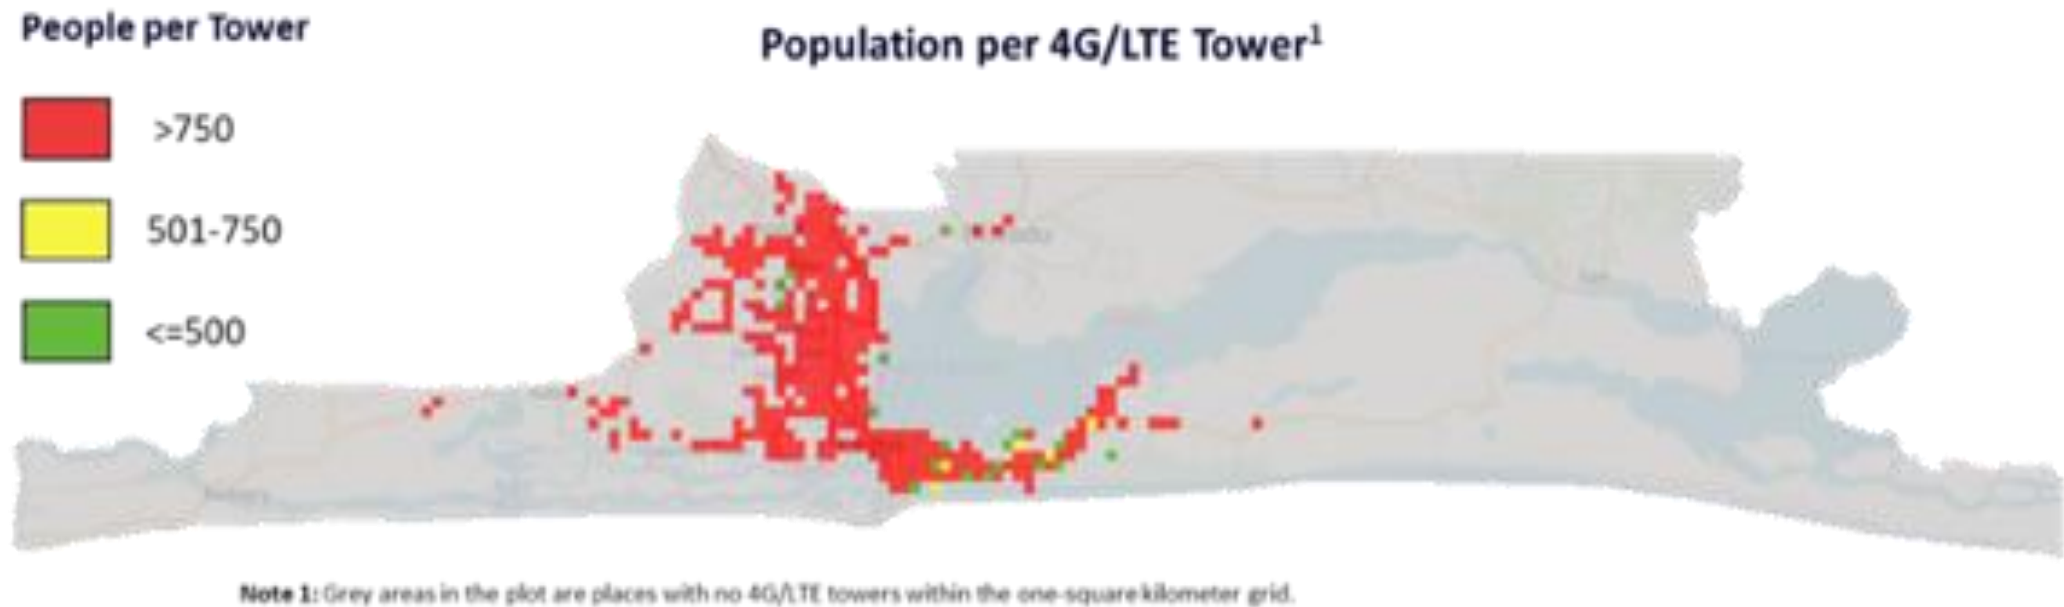 People per Tower
Population per 4G/LTE Tower¹
>750
501-750
<=500
Note 1: Grey areas in the plot are places with no 4G/LTE towers within the one-square kilometer grid.